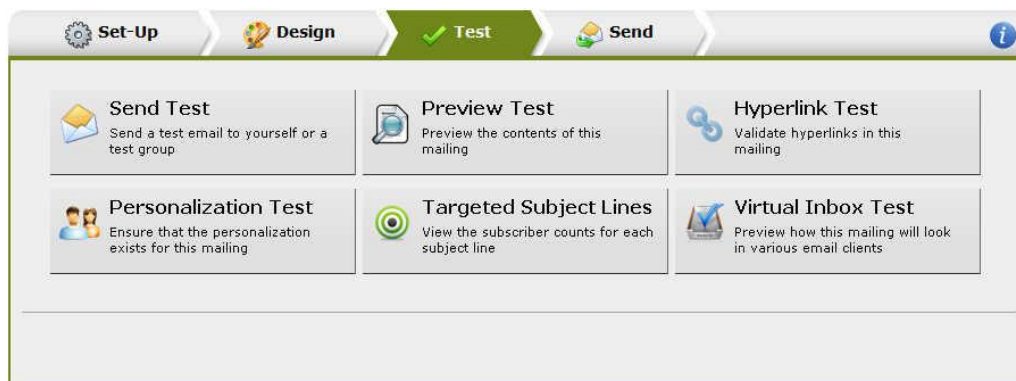 Set-Up
Design
Test
Send
Send Test
Send a test email to yourself or a
test group
Preview Test
Preview the contents of this
mailing
Hyperlink Test
Validate hyperlinks in this
mailing
Personalization Test
Ensure that the personalization
exists for this mailing
Targeted Subject Lines
View the subscriber counts for each
subject line
Virtual Inbox Test
Preview how this mailing will look
in various email clients